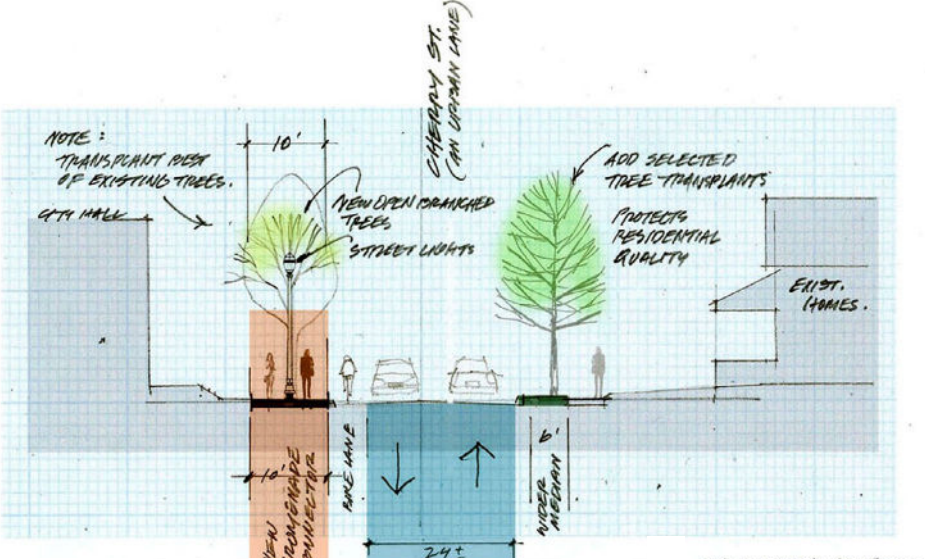 CHERRY ST.
(AN URBAN LANE)
NOTE:
TRANSPLANT BEST
OF EXISTING TREES.
CITY HALL
10'
NEW OPEN BRANCHED
TREES
STREET LIGHTS
ADD SELECTED
TREE TRANSPLANTS
PROTECTS
RESIDENTIAL
QUALITY
EXIST.
HOMES.
10'
NEW
PROMENADE
CONNECTOR
BIKE LANE
6'
WIDER
MEDIAN
24±